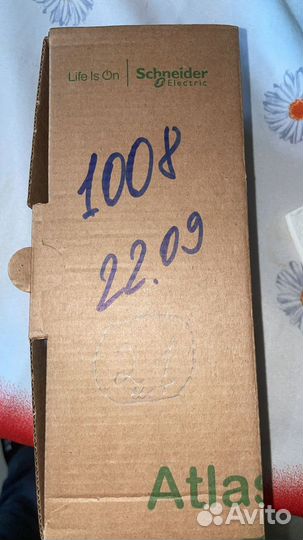 Life Is On | Schneider
Electric
1008
22.09
Atlas
Avito